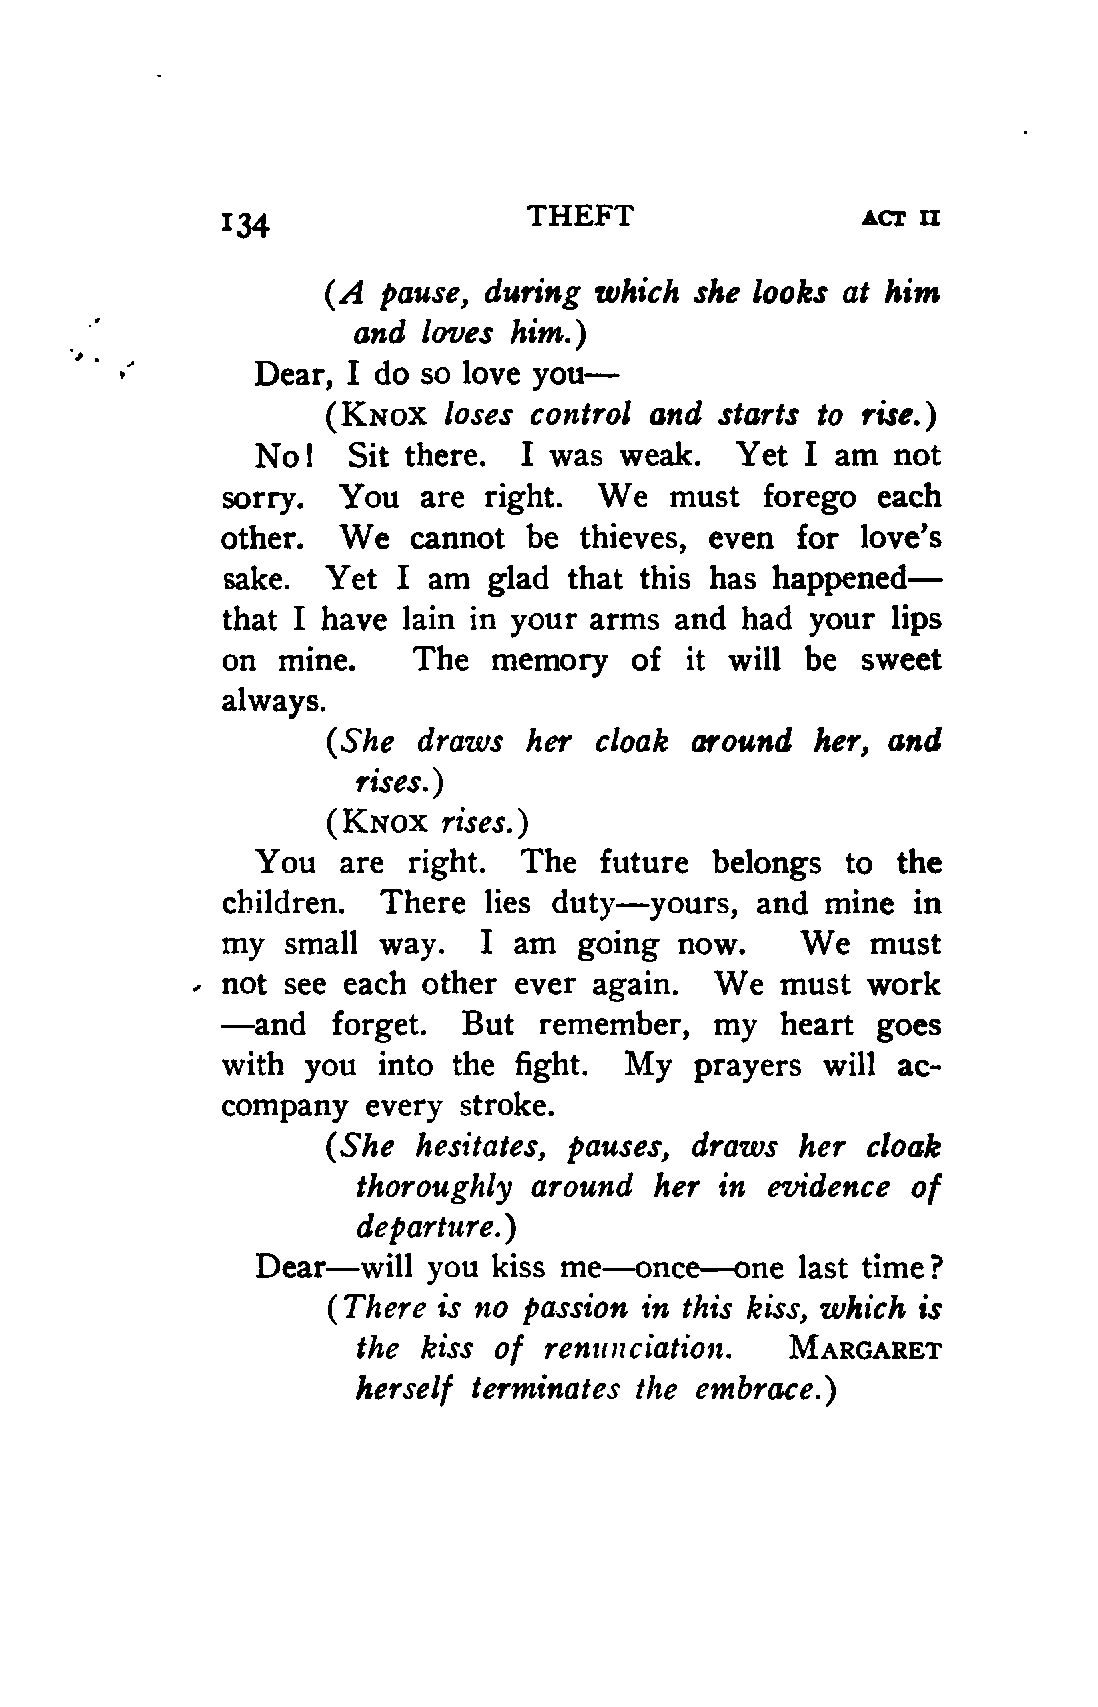 134 THEFT ACT II
(A pause, during which she looks at him
and loves him.)
Dear, I do so love you—
(KNOX loses control and starts to rise.)
No! Sit there. I was weak. Yet I am not
sorry. You are right. We must forego each
other. We cannot be thieves, even for love's
sake. Yet I am glad that this has happened—
that I have lain in your arms and had your lips
on mine. The memory of it will be sweet
always.
(She draws her cloak around her, and
rises.)
(KNOX rises.)
You are right. The future belongs to the
children. There lies duty—yours, and mine in
my small way. I am going now. We must
not see each other ever again. We must work
—and forget. But remember, my heart goes
with you into the fight. My prayers will ac-
company every stroke.
(She hesitates, pauses, draws her cloak
thoroughly around her in evidence of
departure.)
Dear—will you kiss me—once—one last time?
(There is no passion in this kiss, which is
the kiss of renunciation. MARGARET
herself terminates the embrace.)